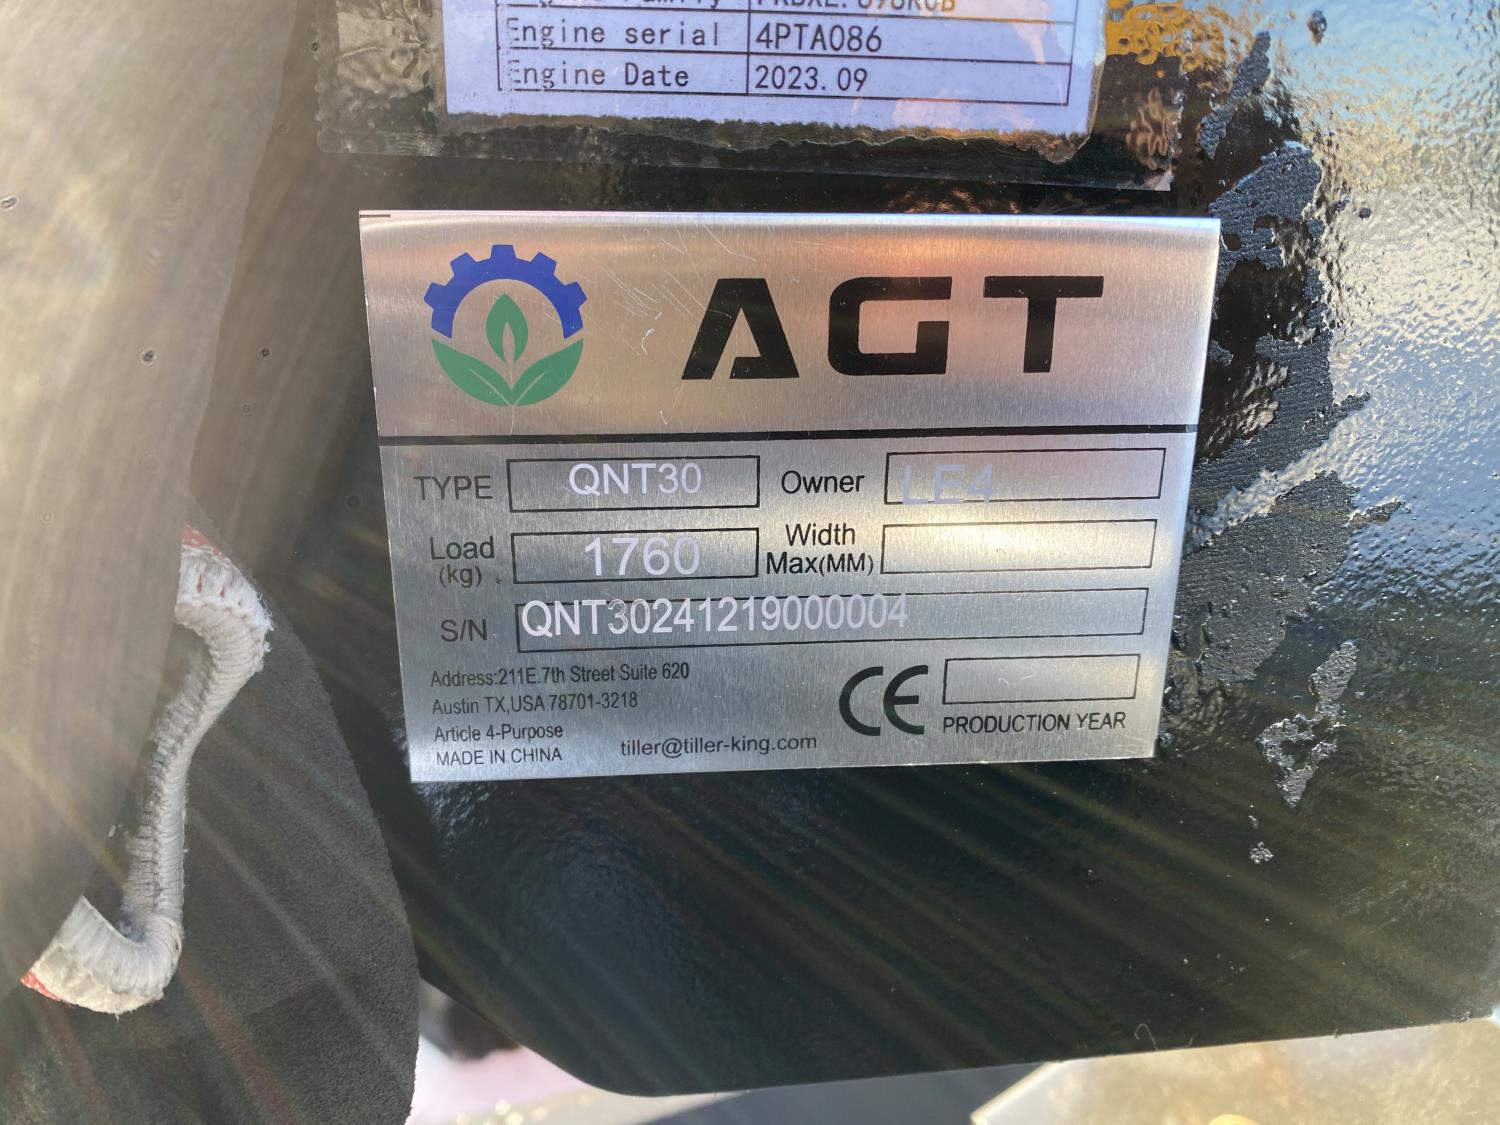 Engine serial 4PTA086
Engine Date 2023.09
AGT
TYPE QNT30 Owner LE4
Load (kg) 1760 Width Max(MM)
S/N QNT30241219000004
Address:211E.7th Street Suite 620
Austin TX,USA 78701-3218
Article 4-Purpose
MADE IN CHINA tiller@tiller-king.com
CE PRODUCTION YEAR